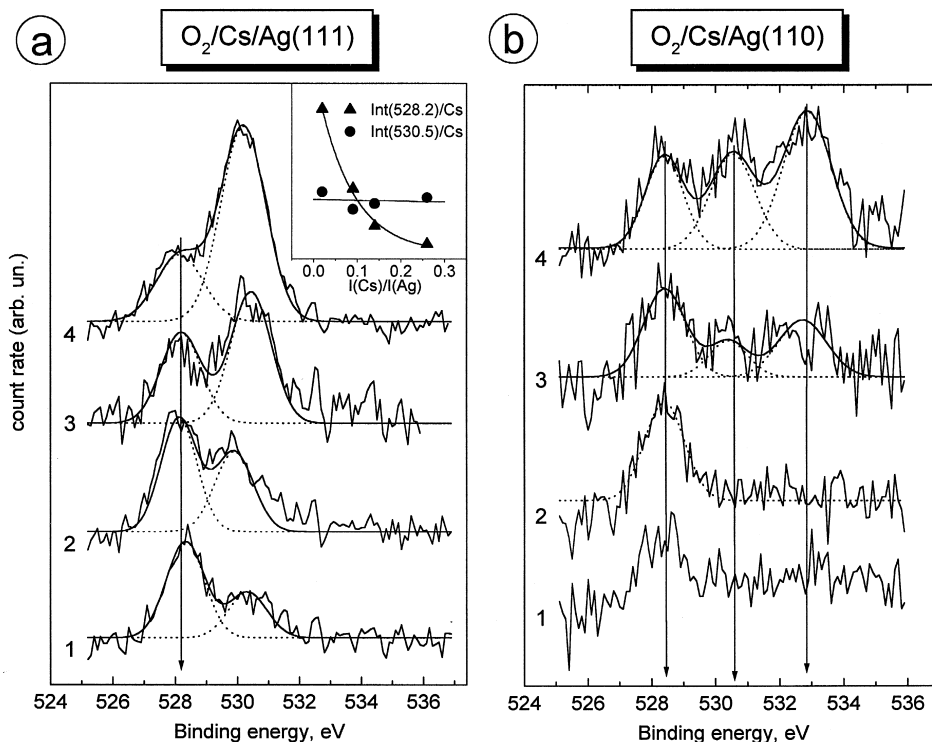 a
O2/Cs/Ag(111)
Int(528.2)/Cs
Int(530.5)/Cs
0.0 0.1 0.2 0.3
I(Cs)/I(Ag)
4
3
2
1
count rate (arb. un.)
524 526 528 530 532 534 536
Binding energy, eV
b
O2/Cs/Ag(110)
4
3
2
1
524 526 528 530 532 534 536
Binding energy, eV